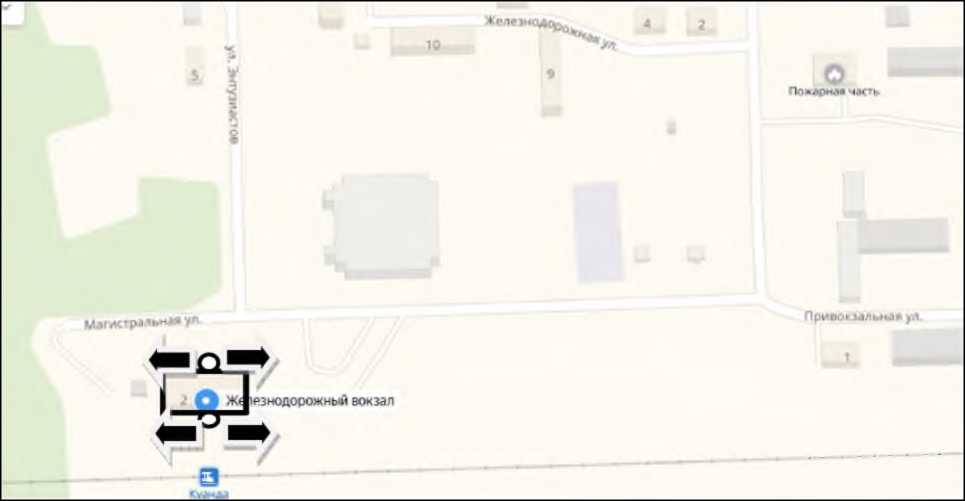 Железнодорожная ул.
4
2
10
9
5
ул. Энтузиастов
Пожарная часть
Магистральная ул.
Привокзальная ул.
1
2
Железнодорожный вокзал
Куанда